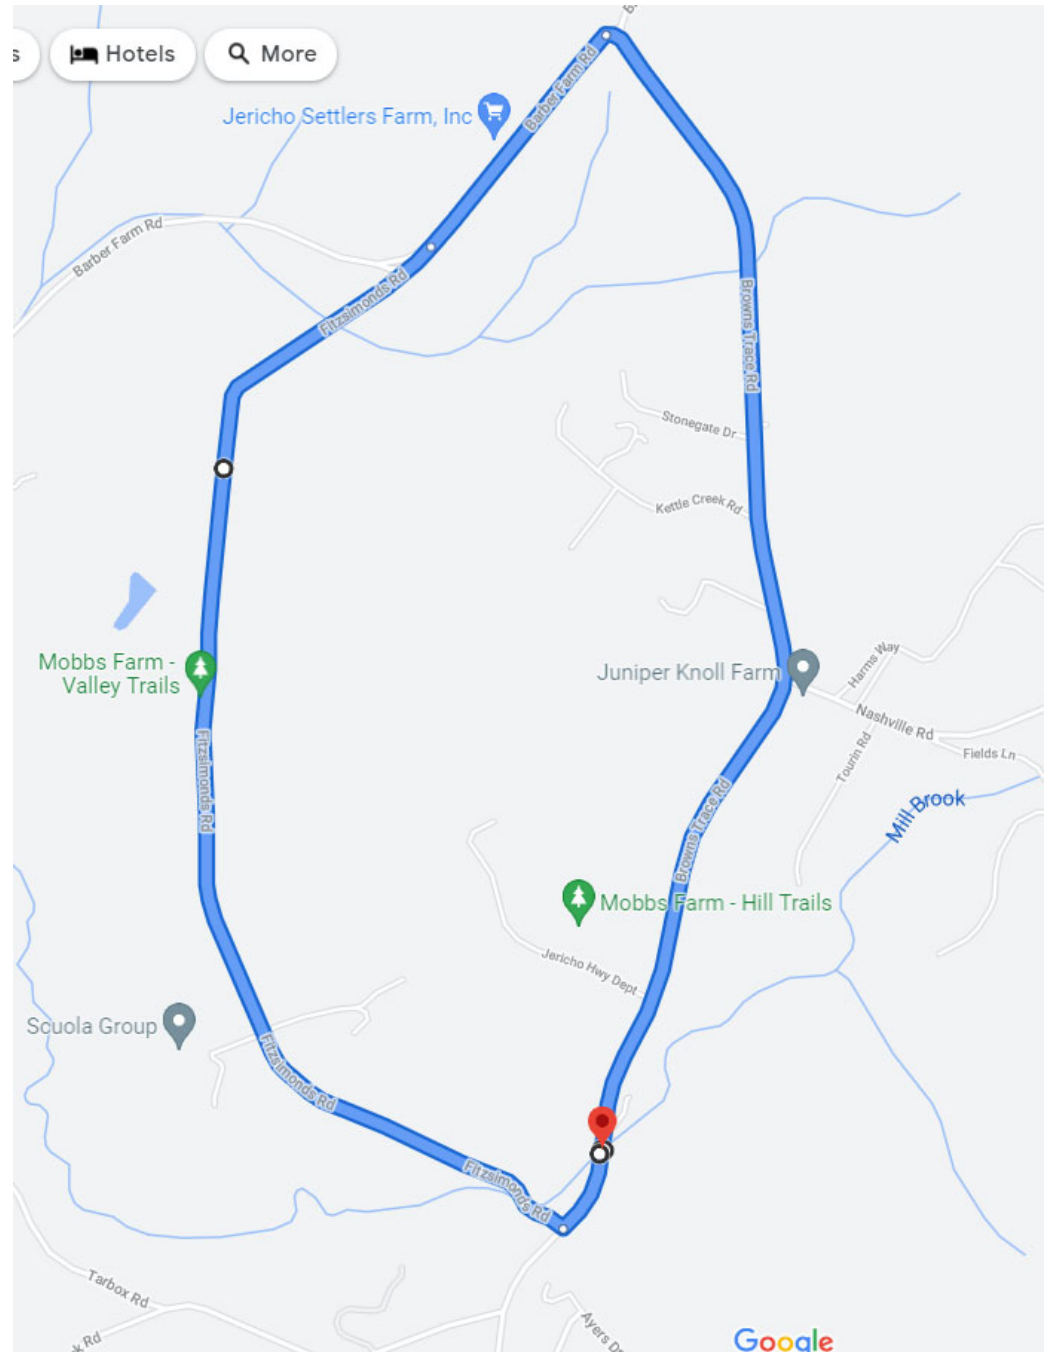 s
Hotels
More
B
Jericho Settlers Farm, Inc
Barber Farm Rd
Barber Farm Rd
Fitzsimonds Rd
Browns Trace Rd
Stonegate Dr
Kettle Creek Rd
Mobbs Farm -
Valley Trails
Juniper Knoll Farm
Harms Way
Nashville Rd
Tourin Rd
Fields Ln
Fitzsimonds Rd
Browns Trace Rd
Mill Brook
Mobbs Farm - Hill Trails
Jericho Hwy Dept
Scuola Group
Fitzsimonds Rd
Fitzsimonds Rd
Tarbox Rd
k Rd
Ayers D
Google